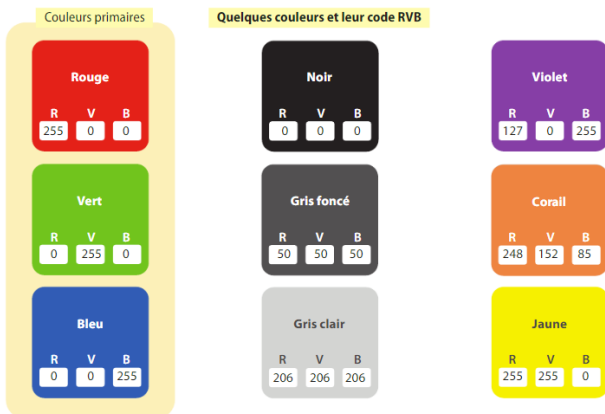 Couleurs primaires
Quelques couleurs et leur code RVB
Rouge
R V B
255 0 0
Noir
R V B
0 0 0
Violet
R V B
127 0 255
Vert
R V B
0 255 0
Gris foncé
R V B
50 50 50
Corail
R V B
248 152 85
Bleu
R V B
0 0 255
Gris clair
R V B
206 206 206
Jaune
R V B
255 255 0